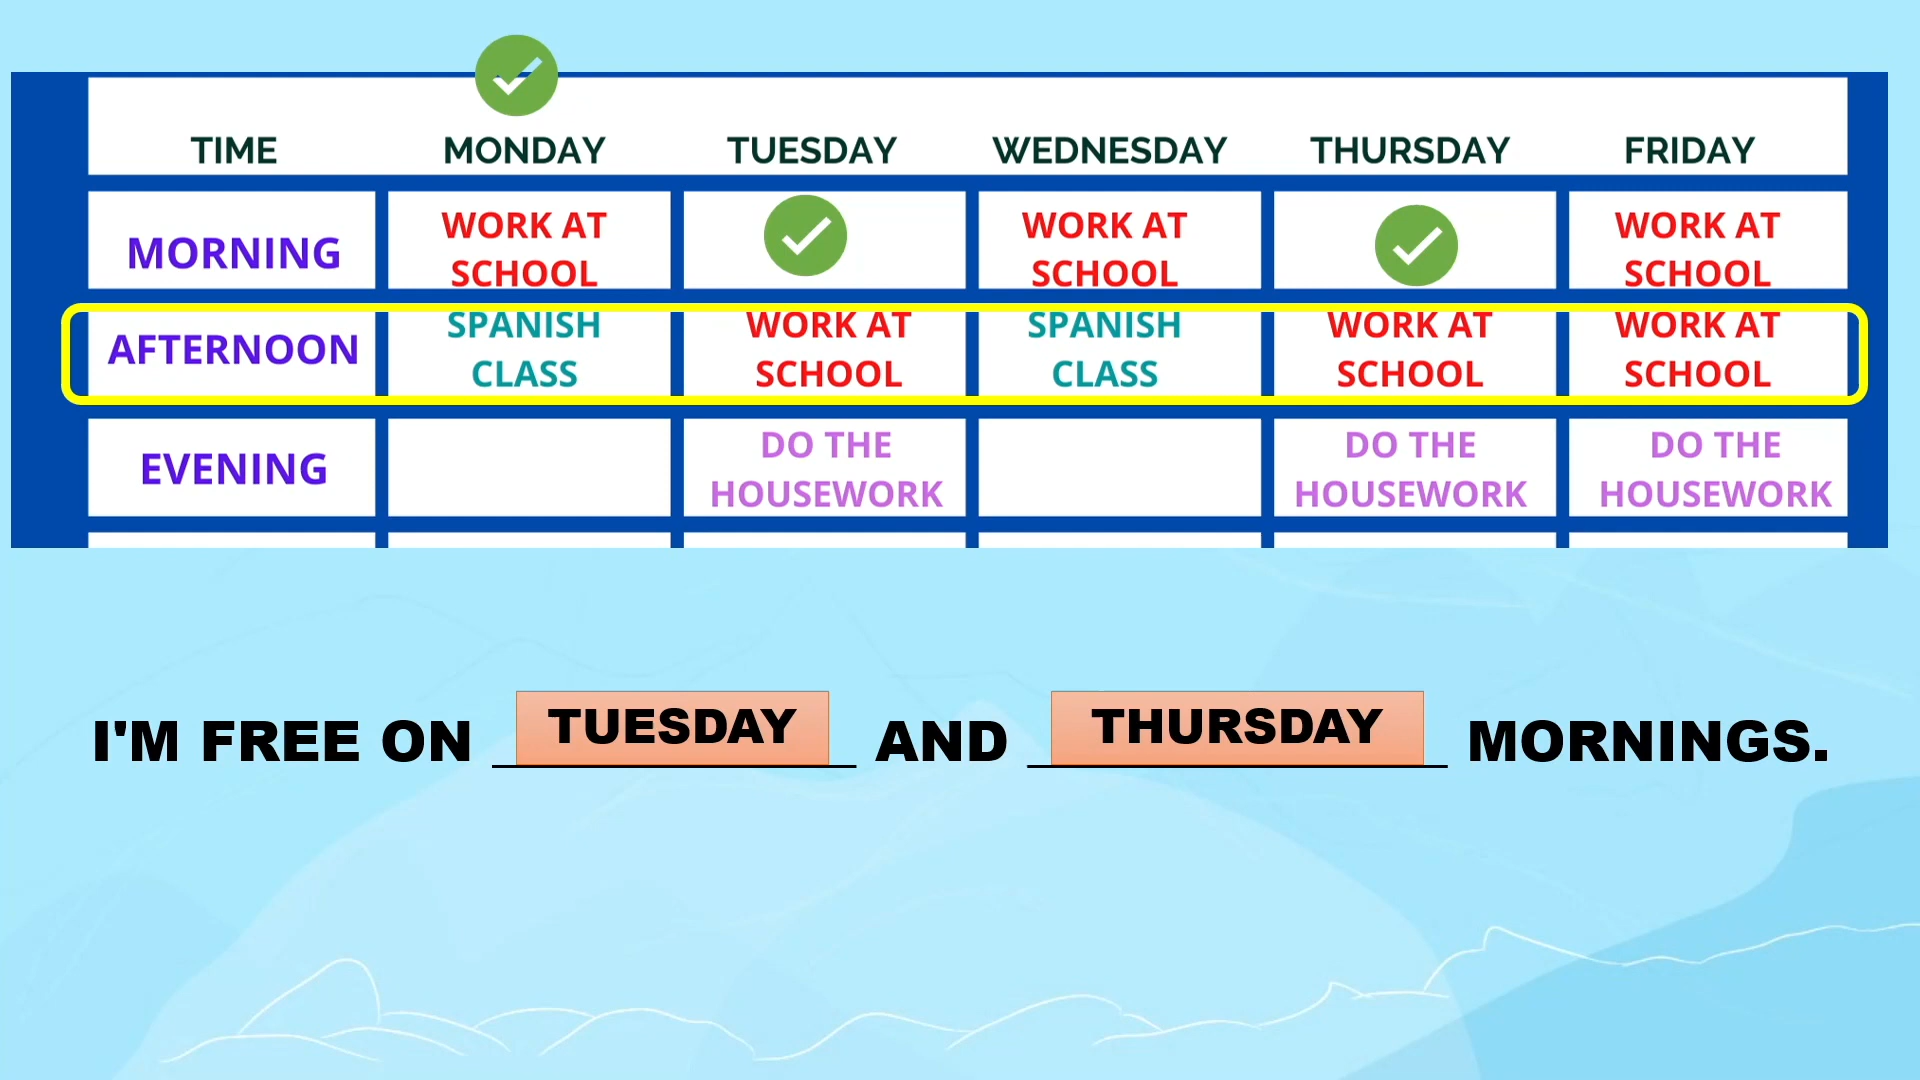 TIME MONDAY TUESDAY WEDNESDAY THURSDAY FRIDAY
MORNING
WORK AT
SCHOOL
WORK AT
SCHOOL
WORK AT
SCHOOL
AFTERNOON
SPANISH
CLASS
WORK AT
SCHOOL
SPANISH
CLASS
WORK AT
SCHOOL
WORK AT
SCHOOL
EVENING
DO THE
HOUSEWORK
DO THE
HOUSEWORK
DO THE
HOUSEWORK
I'M FREE ON TUESDAY AND THURSDAY MORNINGS.